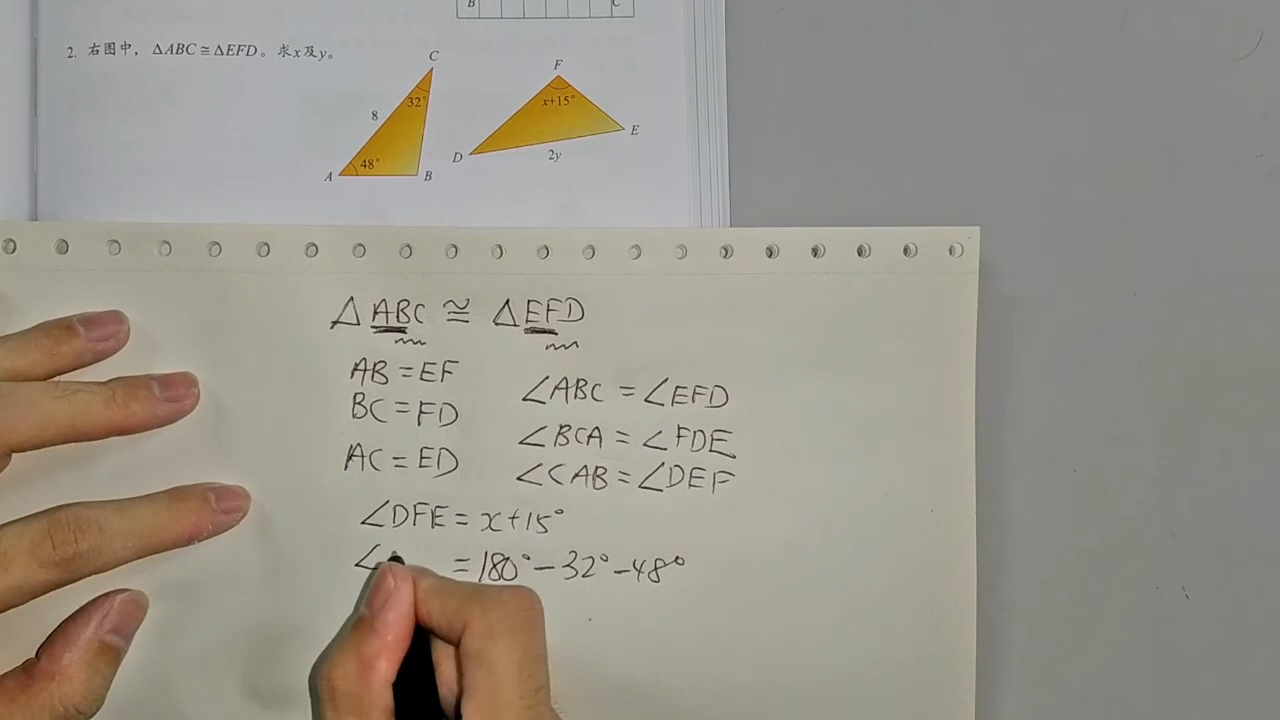 B C
2. 右图中，△ABC≅△EFD。求x及y。
C
F
32°
x+15°
8
E
D
2y
48°
A
B
△ABC ≅ △EFD
AB = EF
∠ABC = ∠EFD
BC = FD
∠BCA = ∠FDE
AC = ED
∠CAB = ∠DEF
∠DFE = x+15°
∠ = 180° - 32° - 48°